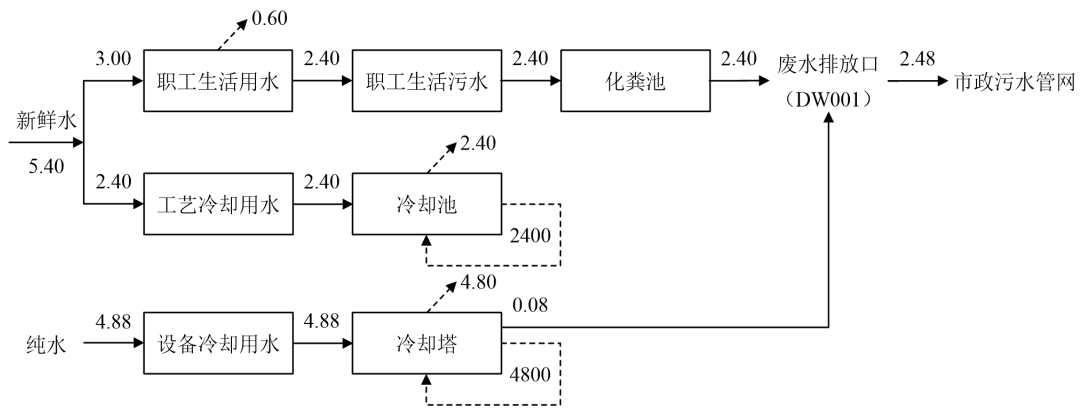 0.60
3.00
职工生活用水
2.40
职工生活污水
2.40
化粪池
2.40
废水排放口
（DW001）
2.48
市政污水管网
新鲜水
5.40
2.40
工艺冷却用水
2.40
冷却池
2.40
2400
纯水
4.88
设备冷却用水
4.88
冷却塔
4.80
0.08
4800